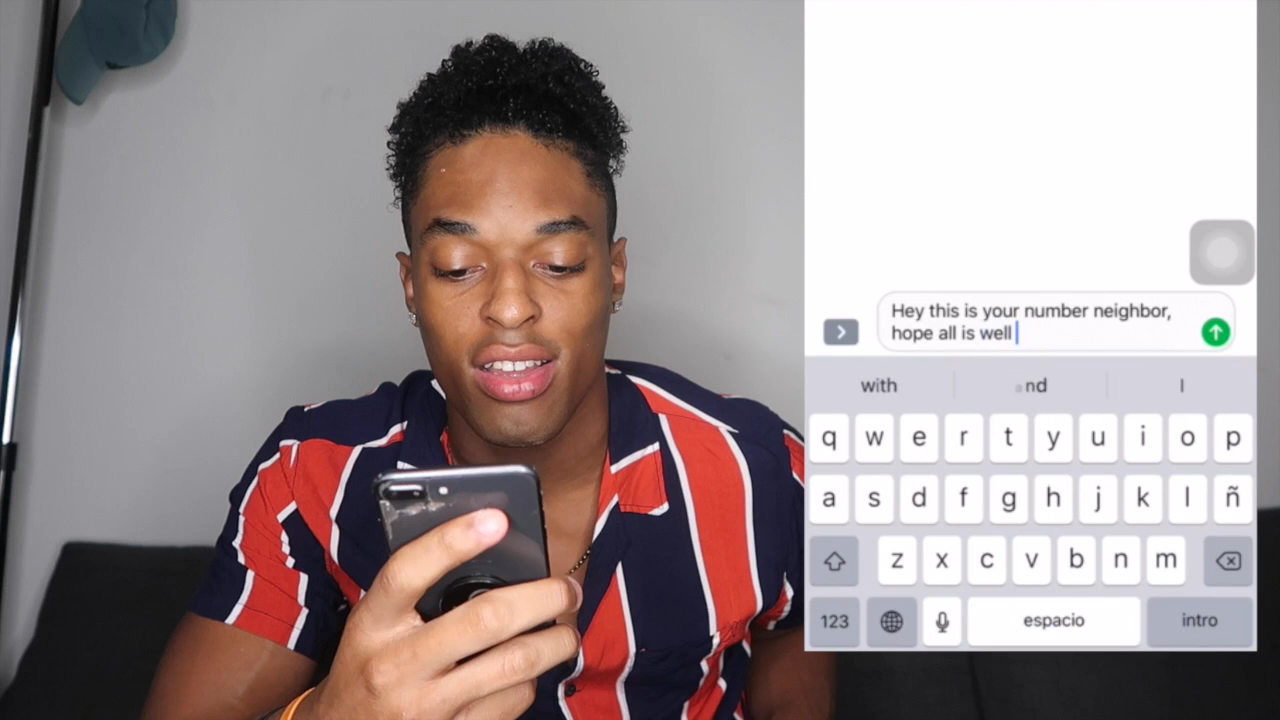 Hey this is your number neighbor,
hope all is well
with and I
q w e r t y u i o p
a s d f g h j k l ñ
z x c v b n m
123 espacio intro